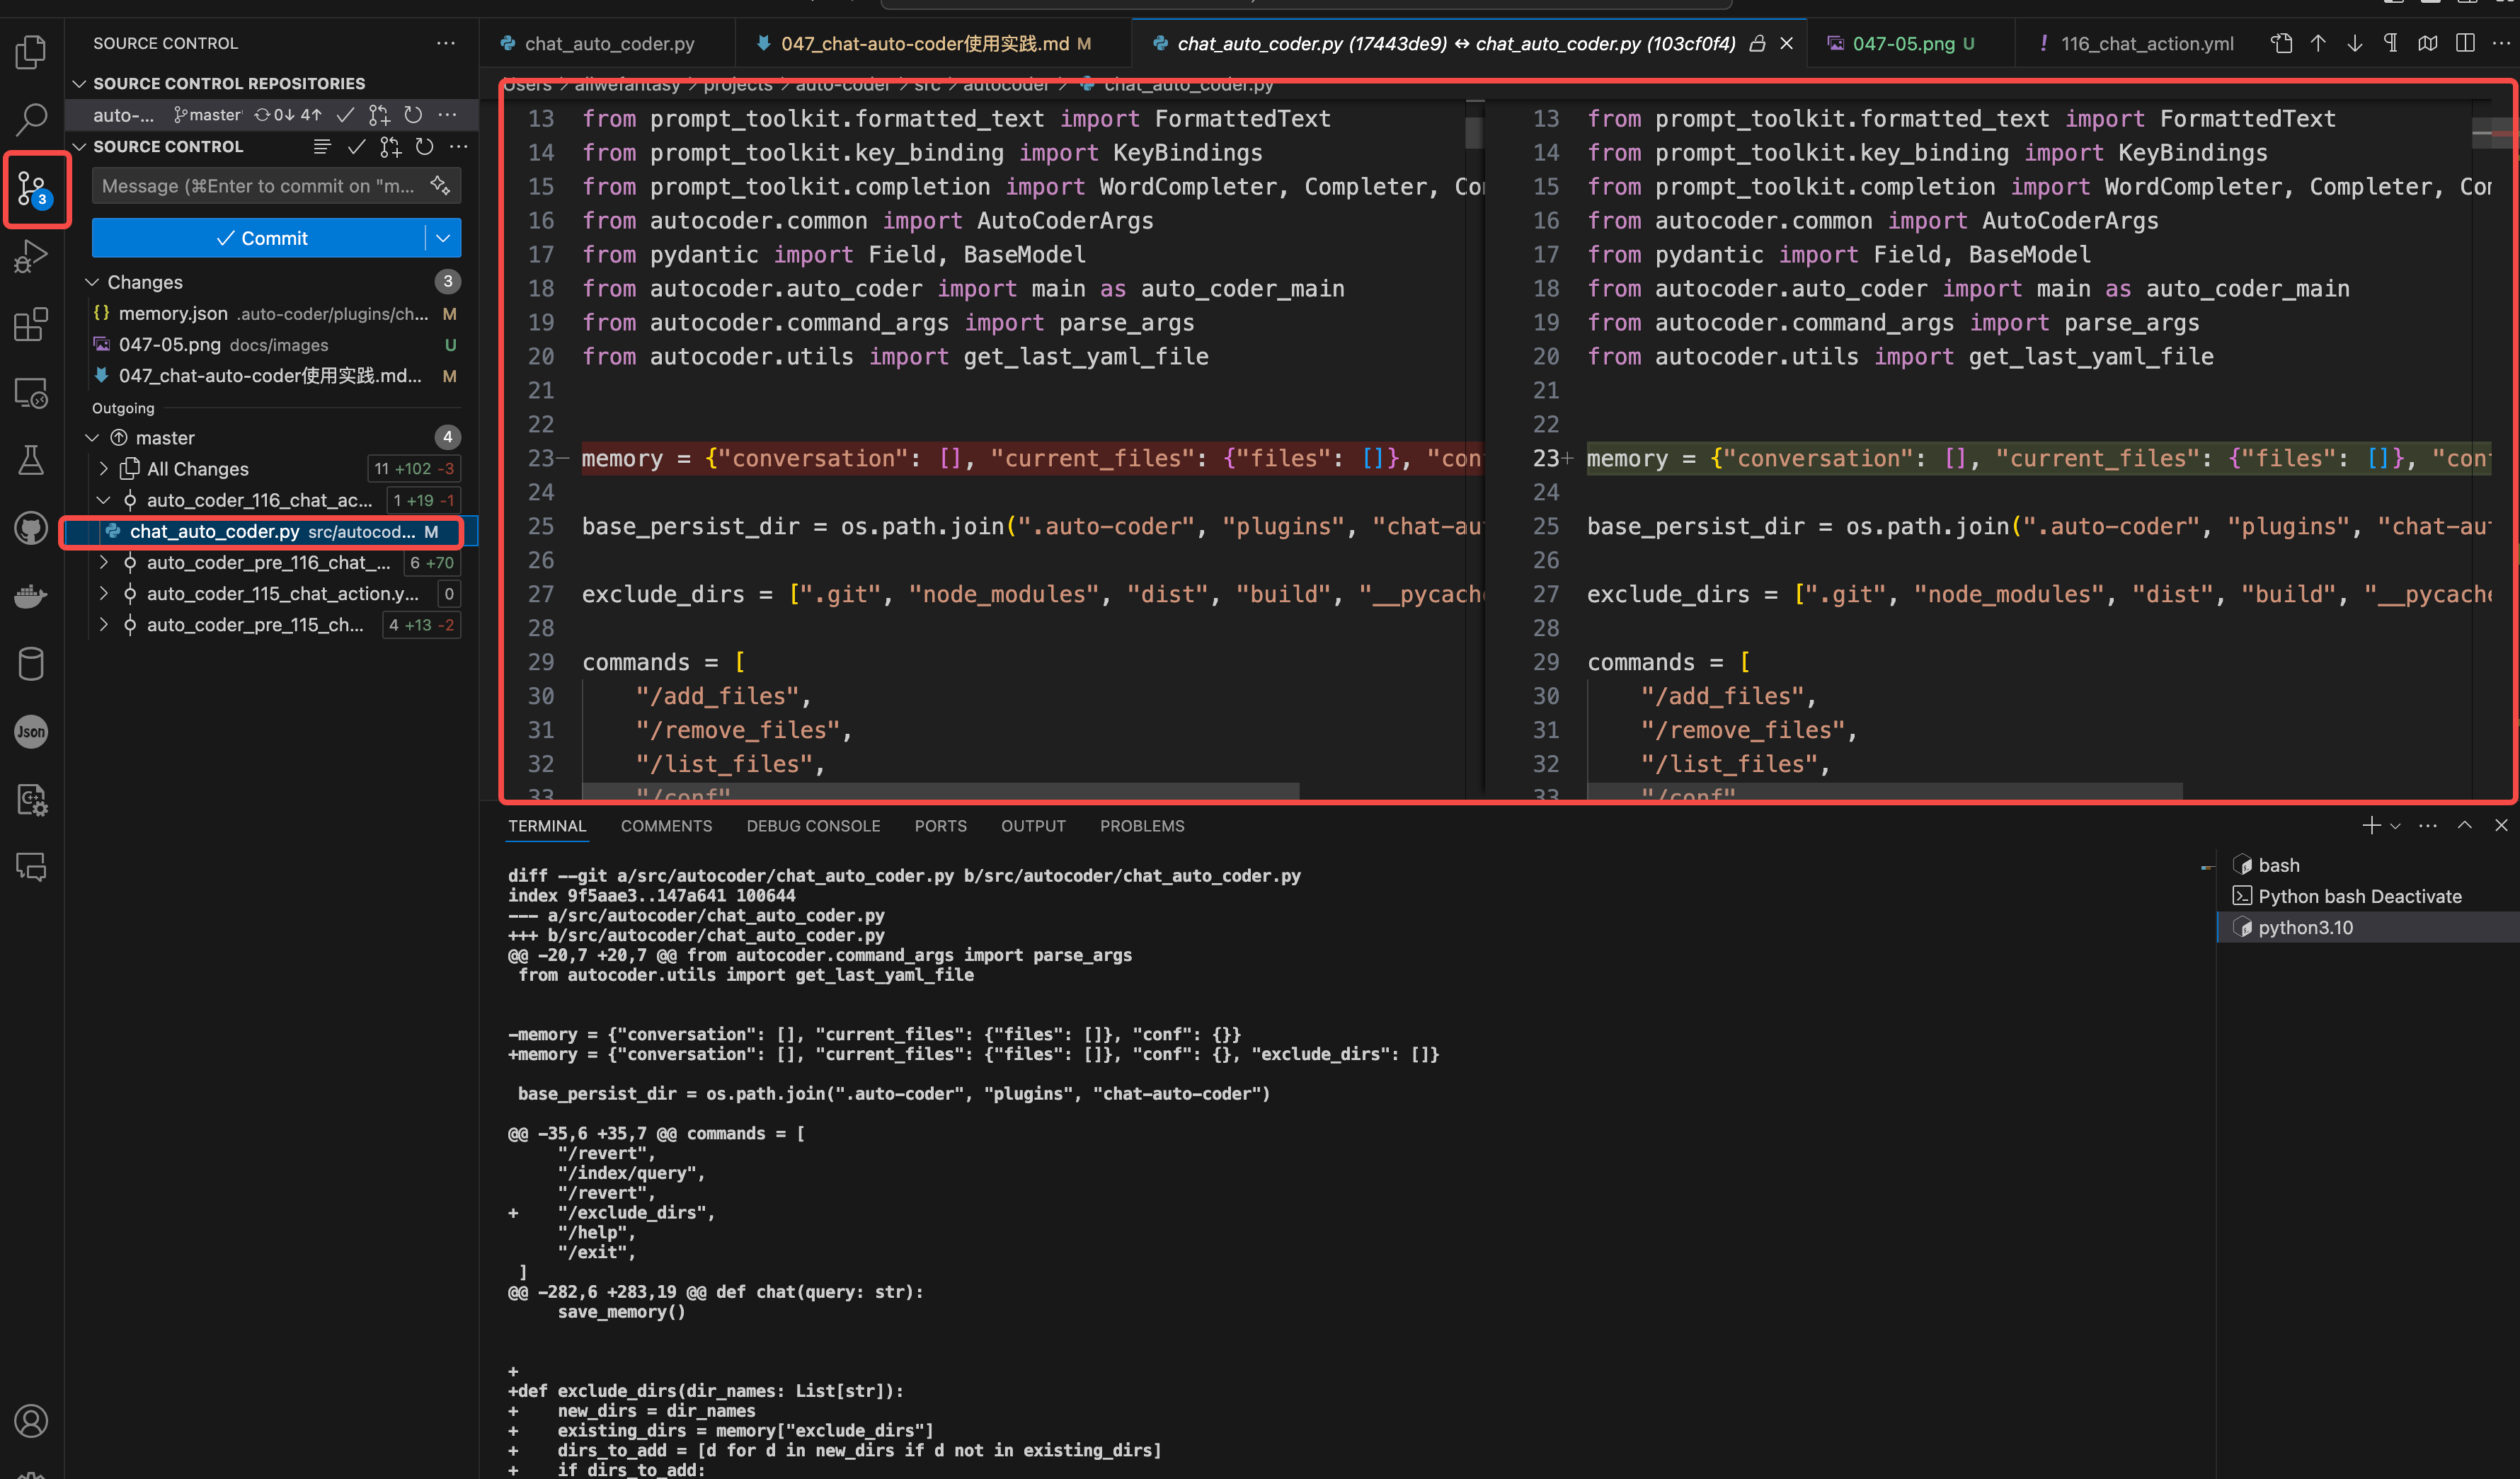 SOURCE CONTROL
SOURCE CONTROL REPOSITORIES
auto-... master' 0↓ 4↑
SOURCE CONTROL
Message (⌘Enter to commit on "m...
Commit
Changes 3
memory.json .auto-coder/plugins/ch... M
047-05.png docs/images U
047_chat-auto-coder使用实践.md... M
Outgoing
master 4
All Changes 11 +102 -3
auto_coder_116_chat_ac... 1 +19 -1
chat_auto_coder.py src/autocod... M
auto_coder_pre_116_chat_... 6 +70
auto_coder_115_chat_action.y... 0
auto_coder_pre_115_ch... 4 +13 -2
3
Json
chat_auto_coder.py
047_chat-auto-coder使用实践.md M
chat_auto_coder.py (17443de9) ↔ chat_auto_coder.py (103cf0f4)
047-05.png U
! 116_chat_action.yml
Users > allwefantasy > projects > auto-coder > src > autocoder > chat_auto_coder.py
13 from prompt_toolkit.formatted_text import FormattedText
14 from prompt_toolkit.key_binding import KeyBindings
15 from prompt_toolkit.completion import WordCompleter, Completer, Co
16 from autocoder.common import AutoCoderArgs
17 from pydantic import Field, BaseModel
18 from autocoder.auto_coder import main as auto_coder_main
19 from autocoder.command_args import parse_args
20 from autocoder.utils import get_last_yaml_file
21
22
23— memory = {"conversation": [], "current_files": {"files": []}, "con
24
25 base_persist_dir = os.path.join(".auto-coder", "plugins", "chat-au
26
27 exclude_dirs = [".git", "node_modules", "dist", "build", "__pycach
28
29 commands = [
30 "/add_files",
31 "/remove_files",
32 "/list_files",
33 "/conf"
13 from prompt_toolkit.formatted_text import FormattedText
14 from prompt_toolkit.key_binding import KeyBindings
15 from prompt_toolkit.completion import WordCompleter, Completer, Con
16 from autocoder.common import AutoCoderArgs
17 from pydantic import Field, BaseModel
18 from autocoder.auto_coder import main as auto_coder_main
19 from autocoder.command_args import parse_args
20 from autocoder.utils import get_last_yaml_file
21
22
23+ memory = {"conversation": [], "current_files": {"files": []}, "con
24
25 base_persist_dir = os.path.join(".auto-coder", "plugins", "chat-au
26
27 exclude_dirs = [".git", "node_modules", "dist", "build", "__pycache
28
29 commands = [
30 "/add_files",
31 "/remove_files",
32 "/list_files",
33 "/conf"
TERMINAL COMMENTS DEBUG CONSOLE PORTS OUTPUT PROBLEMS
diff --git a/src/autocoder/chat_auto_coder.py b/src/autocoder/chat_auto_coder.py
index 9f5aae3..147a641 100644
--- a/src/autocoder/chat_auto_coder.py
+++ b/src/autocoder/chat_auto_coder.py
@@ -20,7 +20,7 @@ from autocoder.command_args import parse_args
from autocoder.utils import get_last_yaml_file
-memory = {"conversation": [], "current_files": {"files": []}, "conf": {}}
+memory = {"conversation": [], "current_files": {"files": []}, "conf": {}, "exclude_dirs": []}
base_persist_dir = os.path.join(".auto-coder", "plugins", "chat-auto-coder")
@@ -35,6 +35,7 @@ commands = [
"/revert",
"/index/query",
"/revert",
+ "/exclude_dirs",
"/help",
"/exit",
]
@@ -282,6 +283,19 @@ def chat(query: str):
save_memory()
+
+def exclude_dirs(dir_names: List[str]):
+ new_dirs = dir_names
+ existing_dirs = memory["exclude_dirs"]
+ dirs_to_add = [d for d in new_dirs if d not in existing_dirs]
+ if dirs_to_add:
bash
Python bash Deactivate
python3.10